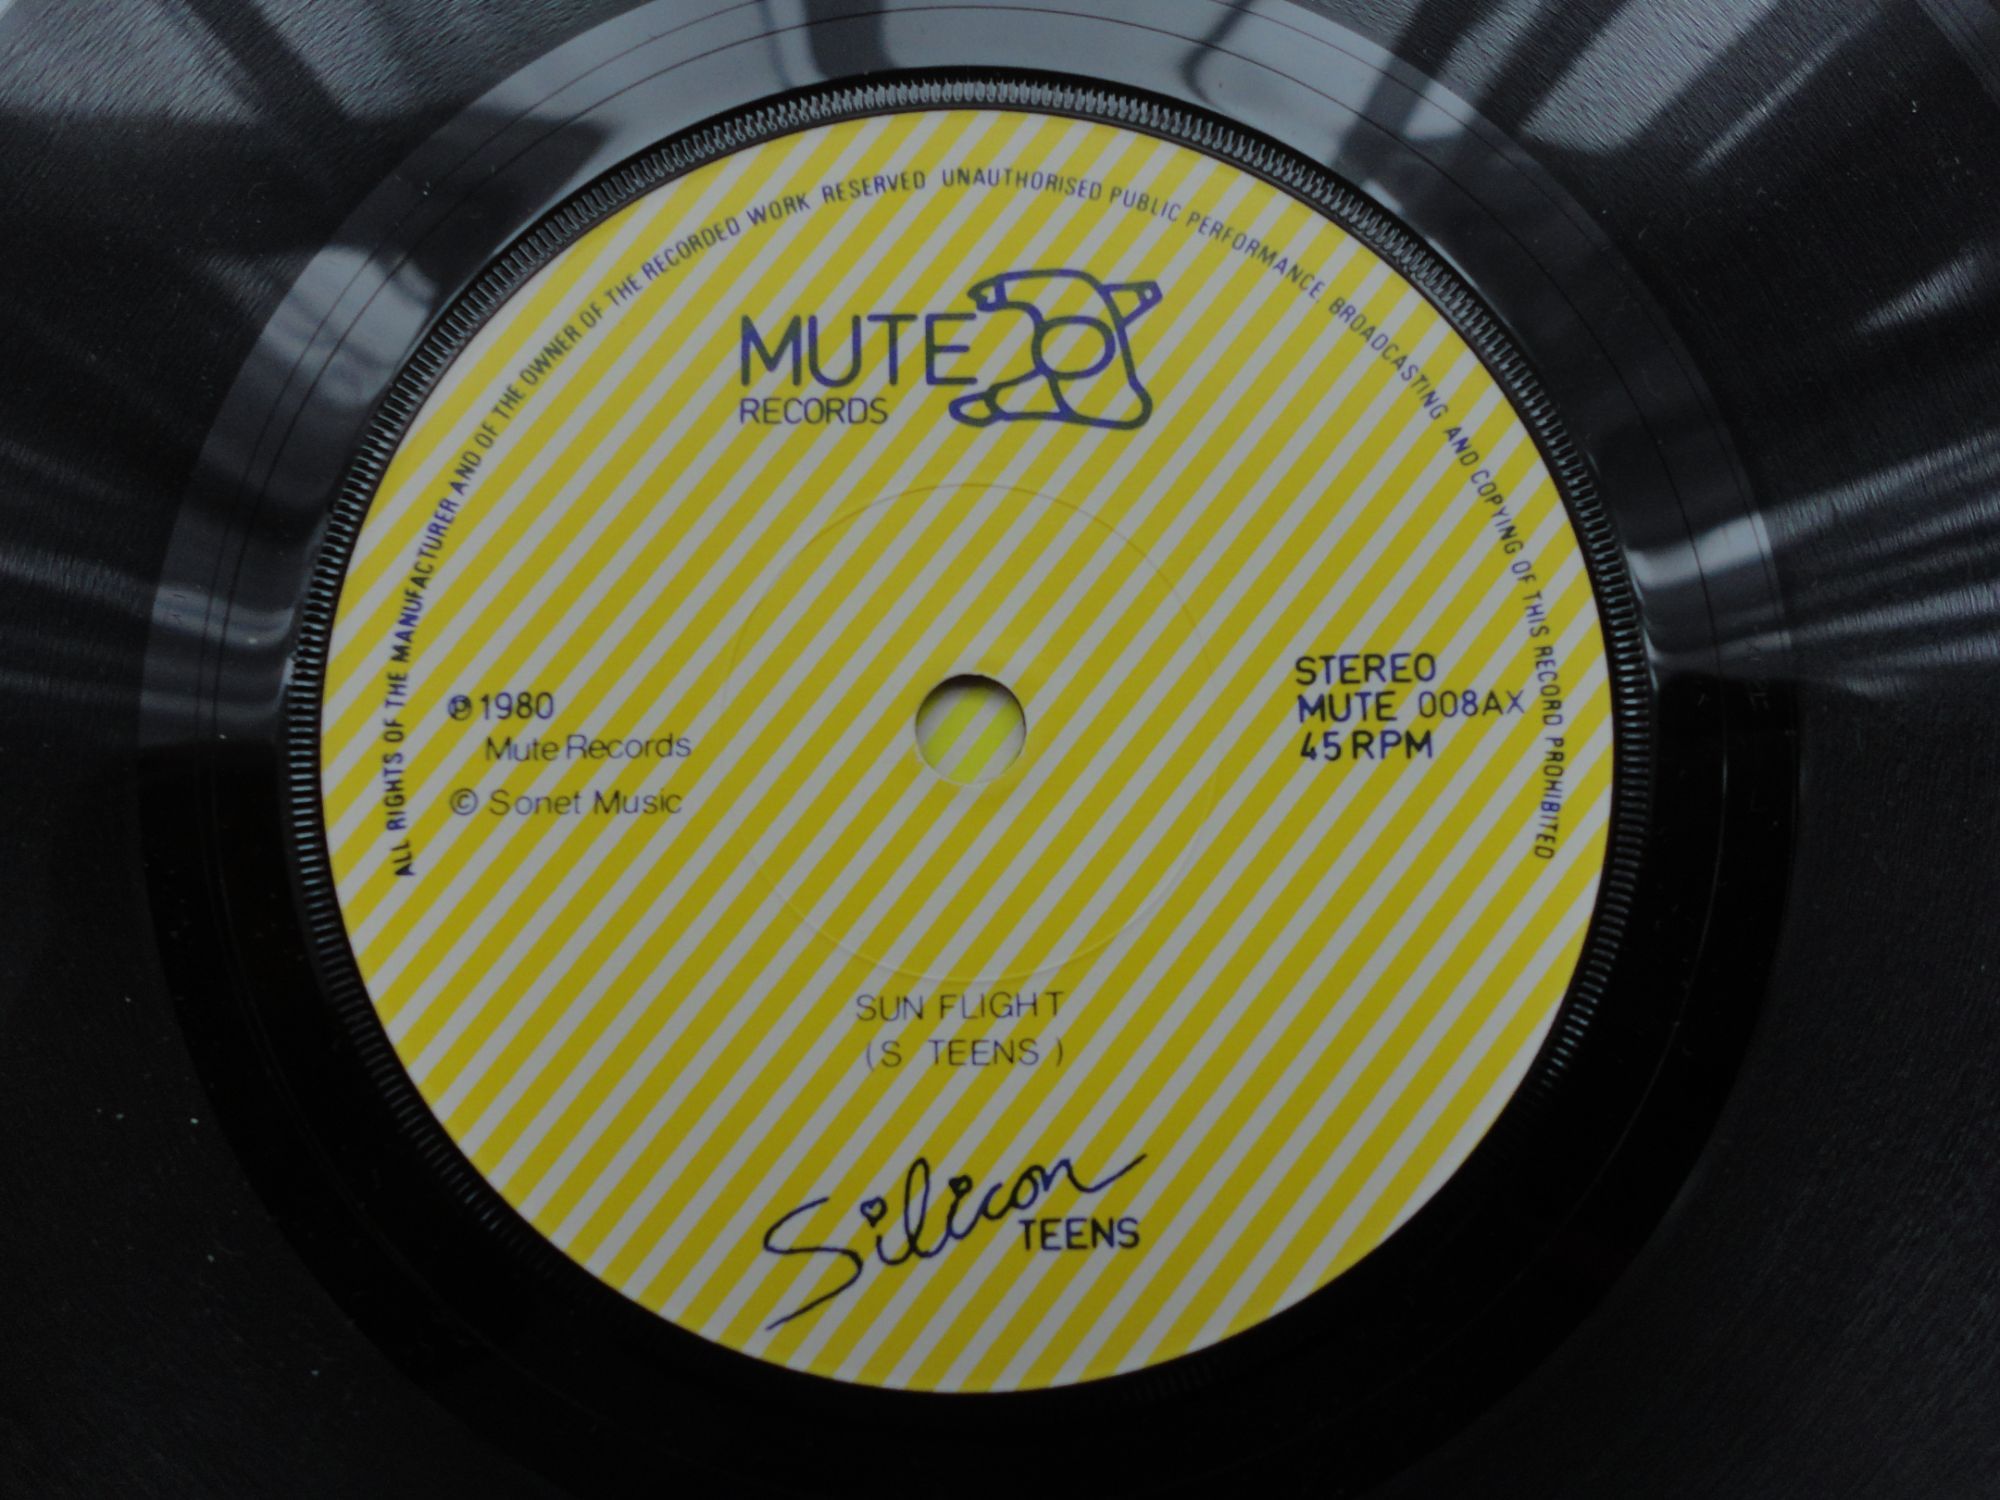 ALL RIGHTS OF THE MANUFACTURER AND OF THE OWNER OF THE RECORDED WORK RESERVED UNAUTHORISED PUBLIC PERFORMANCE, BROADCASTING AND COPYING OF THIS RECORD PROHIBITED
MUTE
RECORDS
℗ 1980
Mute Records
© Sonet Music
STEREO
MUTE 008AX
45 RPM
SUN FLIGHT
(S TEENS)
Silicon
TEENS